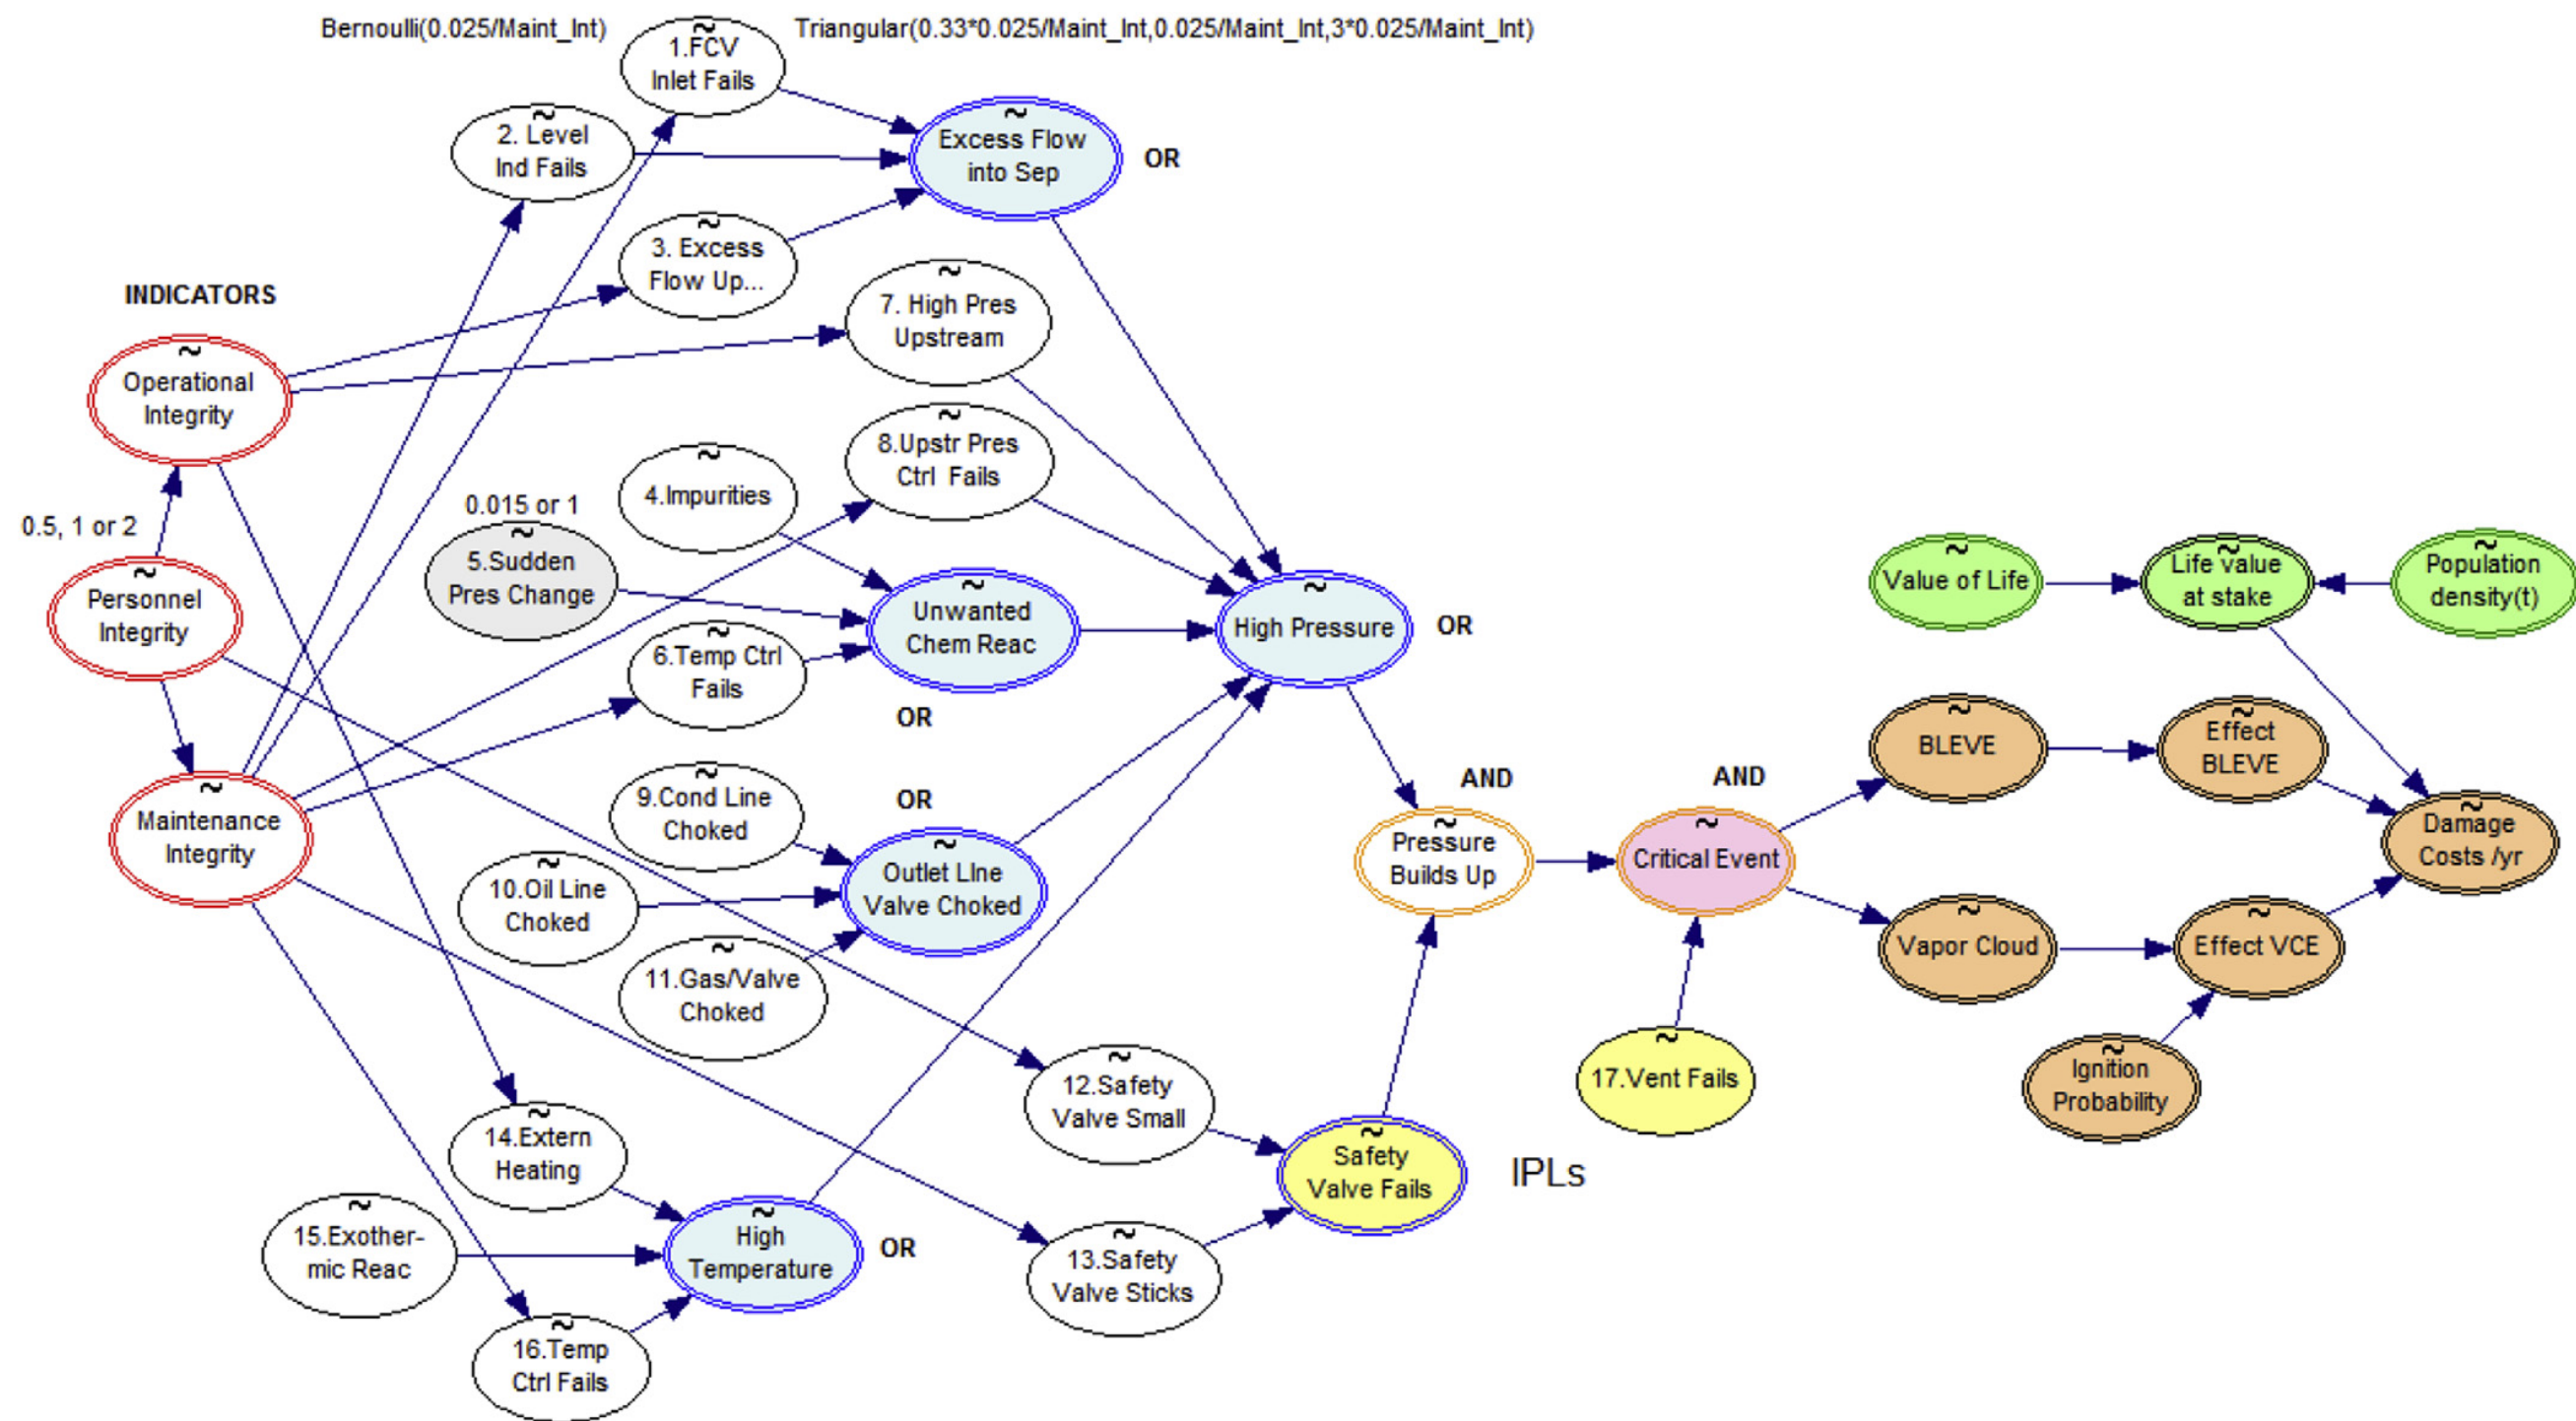 Bernoulli(0.025/Maint_Int)
Triangular(0.33*0.025/Maint_Int,0.025/Maint_Int,3*0.025/Maint_Int)
1.FCV
Inlet Fails
2. Level
Ind Fails
Excess Flow
into Sep
OR
3. Excess
Flow Up...
INDICATORS
7. High Pres
Upstream
Operational
Integrity
8.Upstr Pres
Ctrl Fails
4.Impurities
0.015 or 1
0.5, 1 or 2
5.Sudden
Pres Change
Personnel
Integrity
Unwanted
Chem Reac
OR
High Pressure
OR
6.Temp Ctrl
Fails
Value of Life
Life value
at stake
Population
density(t)
Maintenance
Integrity
9.Cond Line
Choked
OR
10.Oil Line
Choked
Outlet LIne
Valve Choked
11.Gas/Valve
Choked
AND
Pressure
Builds Up
AND
Critical Event
BLEVE
Effect
BLEVE
Damage
Costs /yr
Vapor Cloud
Effect VCE
Ignition
Probability
17.Vent Fails
12.Safety
Valve Small
Safety
Valve Fails
IPLs
13.Safety
Valve Sticks
14.Extern
Heating
15.Exother-
mic Reac
High
Temperature
OR
16.Temp
Ctrl Fails